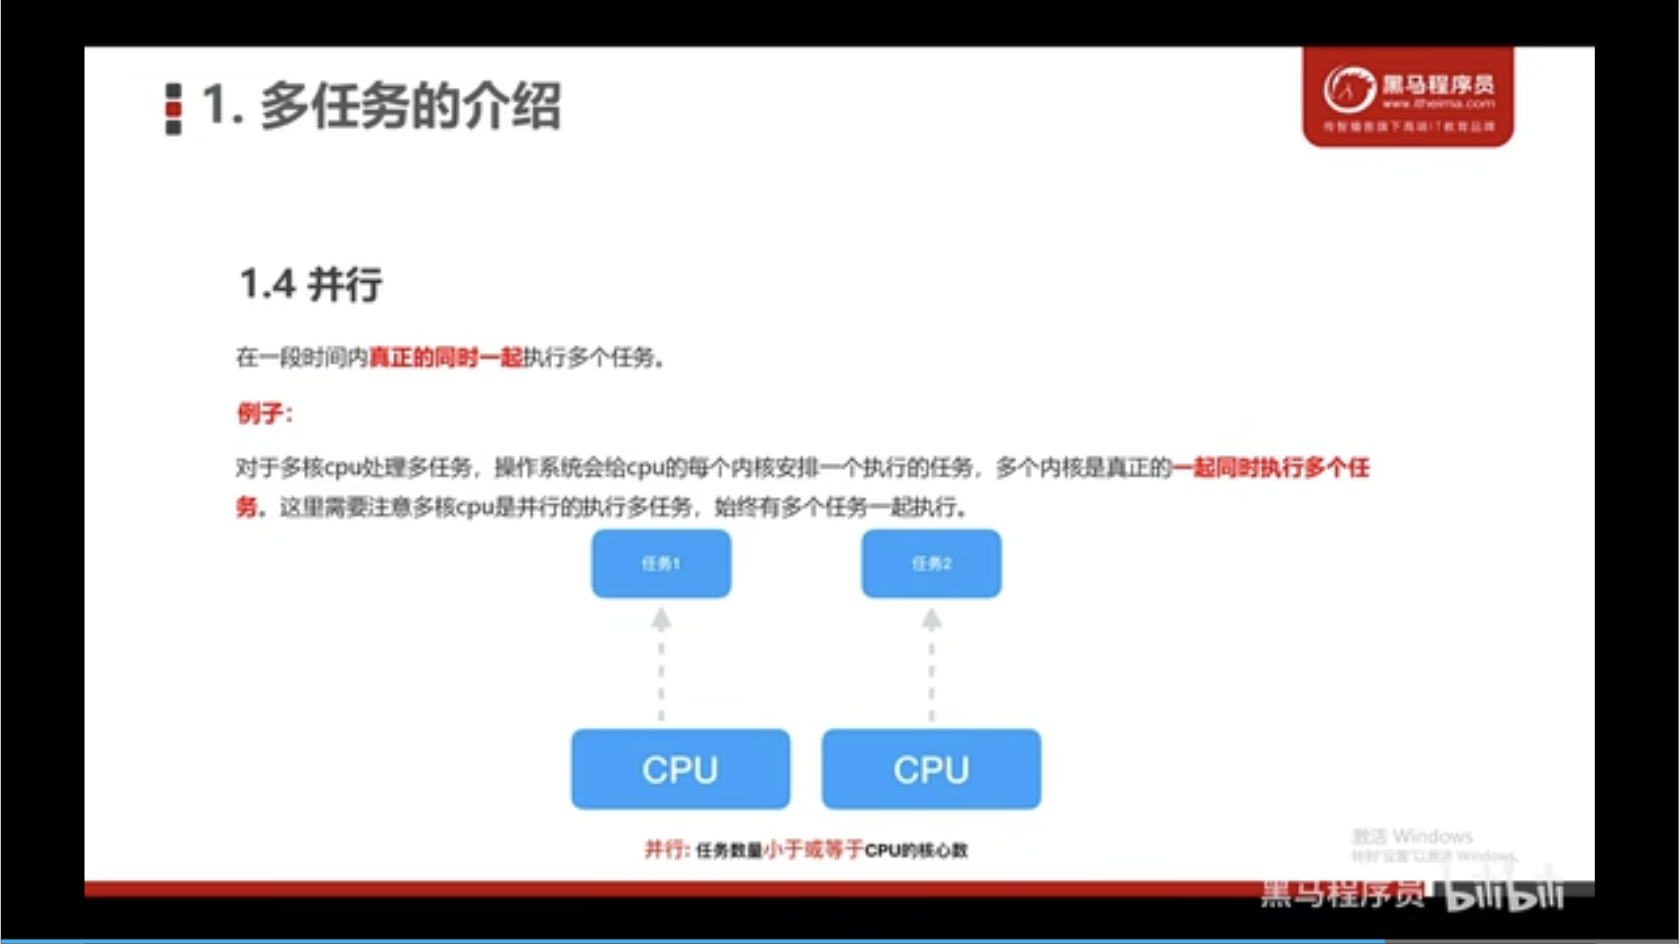 1. 多任务的介绍
黑马程序员
www.itheima.com
传智播客旗下高端IT教育品牌
1.4 并行
在一段时间内真正的同时一起执行多个任务。
例子：
对于多核cpu处理多任务，操作系统会给cpu的每个内核安排一个执行的任务，多个内核是真正的一起同时执行多个任
务。这里需要注意多核cpu是并行的执行多任务，始终有多个任务一起执行。
任务1
任务2
CPU
CPU
并行: 任务数量小于或等于CPU的核心数
激活 Windows
转到"设置"以激活 Windows。
黑马程序员
bilibili